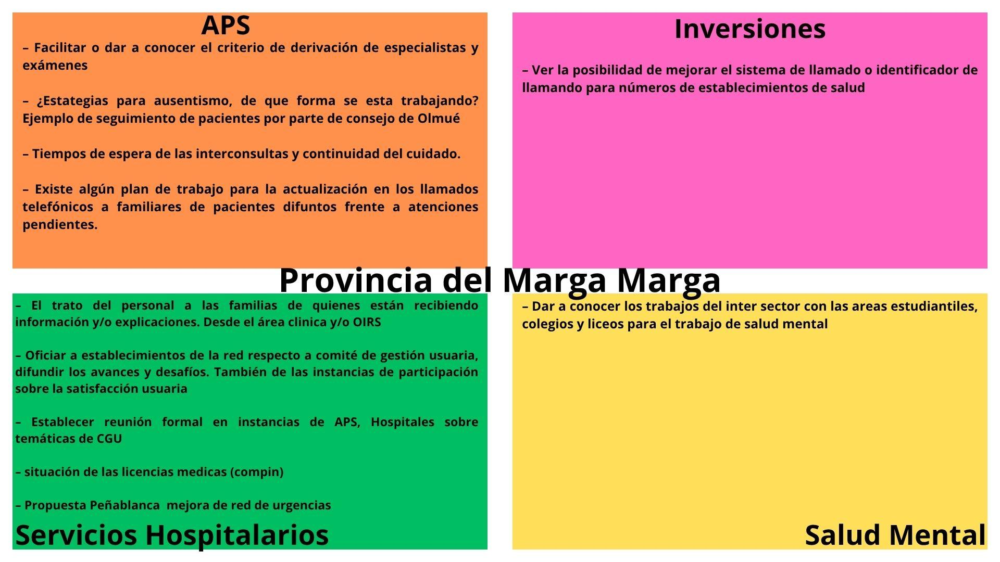 APS
– Facilitar o dar a conocer el criterio de derivación de especialistas y
exámenes
– ¿Estategias para ausentismo, de que forma se esta trabajando?
Ejemplo de seguimiento de pacientes por parte de consejo de Olmué
– Tiempos de espera de las interconsultas y continuidad del cuidado.
– Existe algún plan de trabajo para la actualización en los llamados
telefónicos a familiares de pacientes difuntos frente a atenciones
pendientes.
Inversiones
– Ver la posibilidad de mejorar el sistema de llamado o identificador de
llamando para números de establecimientos de salud
Provincia del Marga Marga
– El trato del personal a las familias de quienes están recibiendo
información y/o explicaciones. Desde el área clinica y/o OIRS
– Oficiar a establecimientos de la red respecto a comité de gestión usuaria,
difundir los avances y desafíos. También de las instancias de participación
sobre la satisfacción usuaria
– Establecer reunión formal en instancias de APS, Hospitales sobre
temáticas de CGU
– situación de las licencias medicas (compin)
– Propuesta Peñablanca  mejora de red de urgencias
Servicios Hospitalarios
– Dar a conocer los trabajos del inter sector con las areas estudiantiles,
colegios y liceos para el trabajo de salud mental
Salud Mental